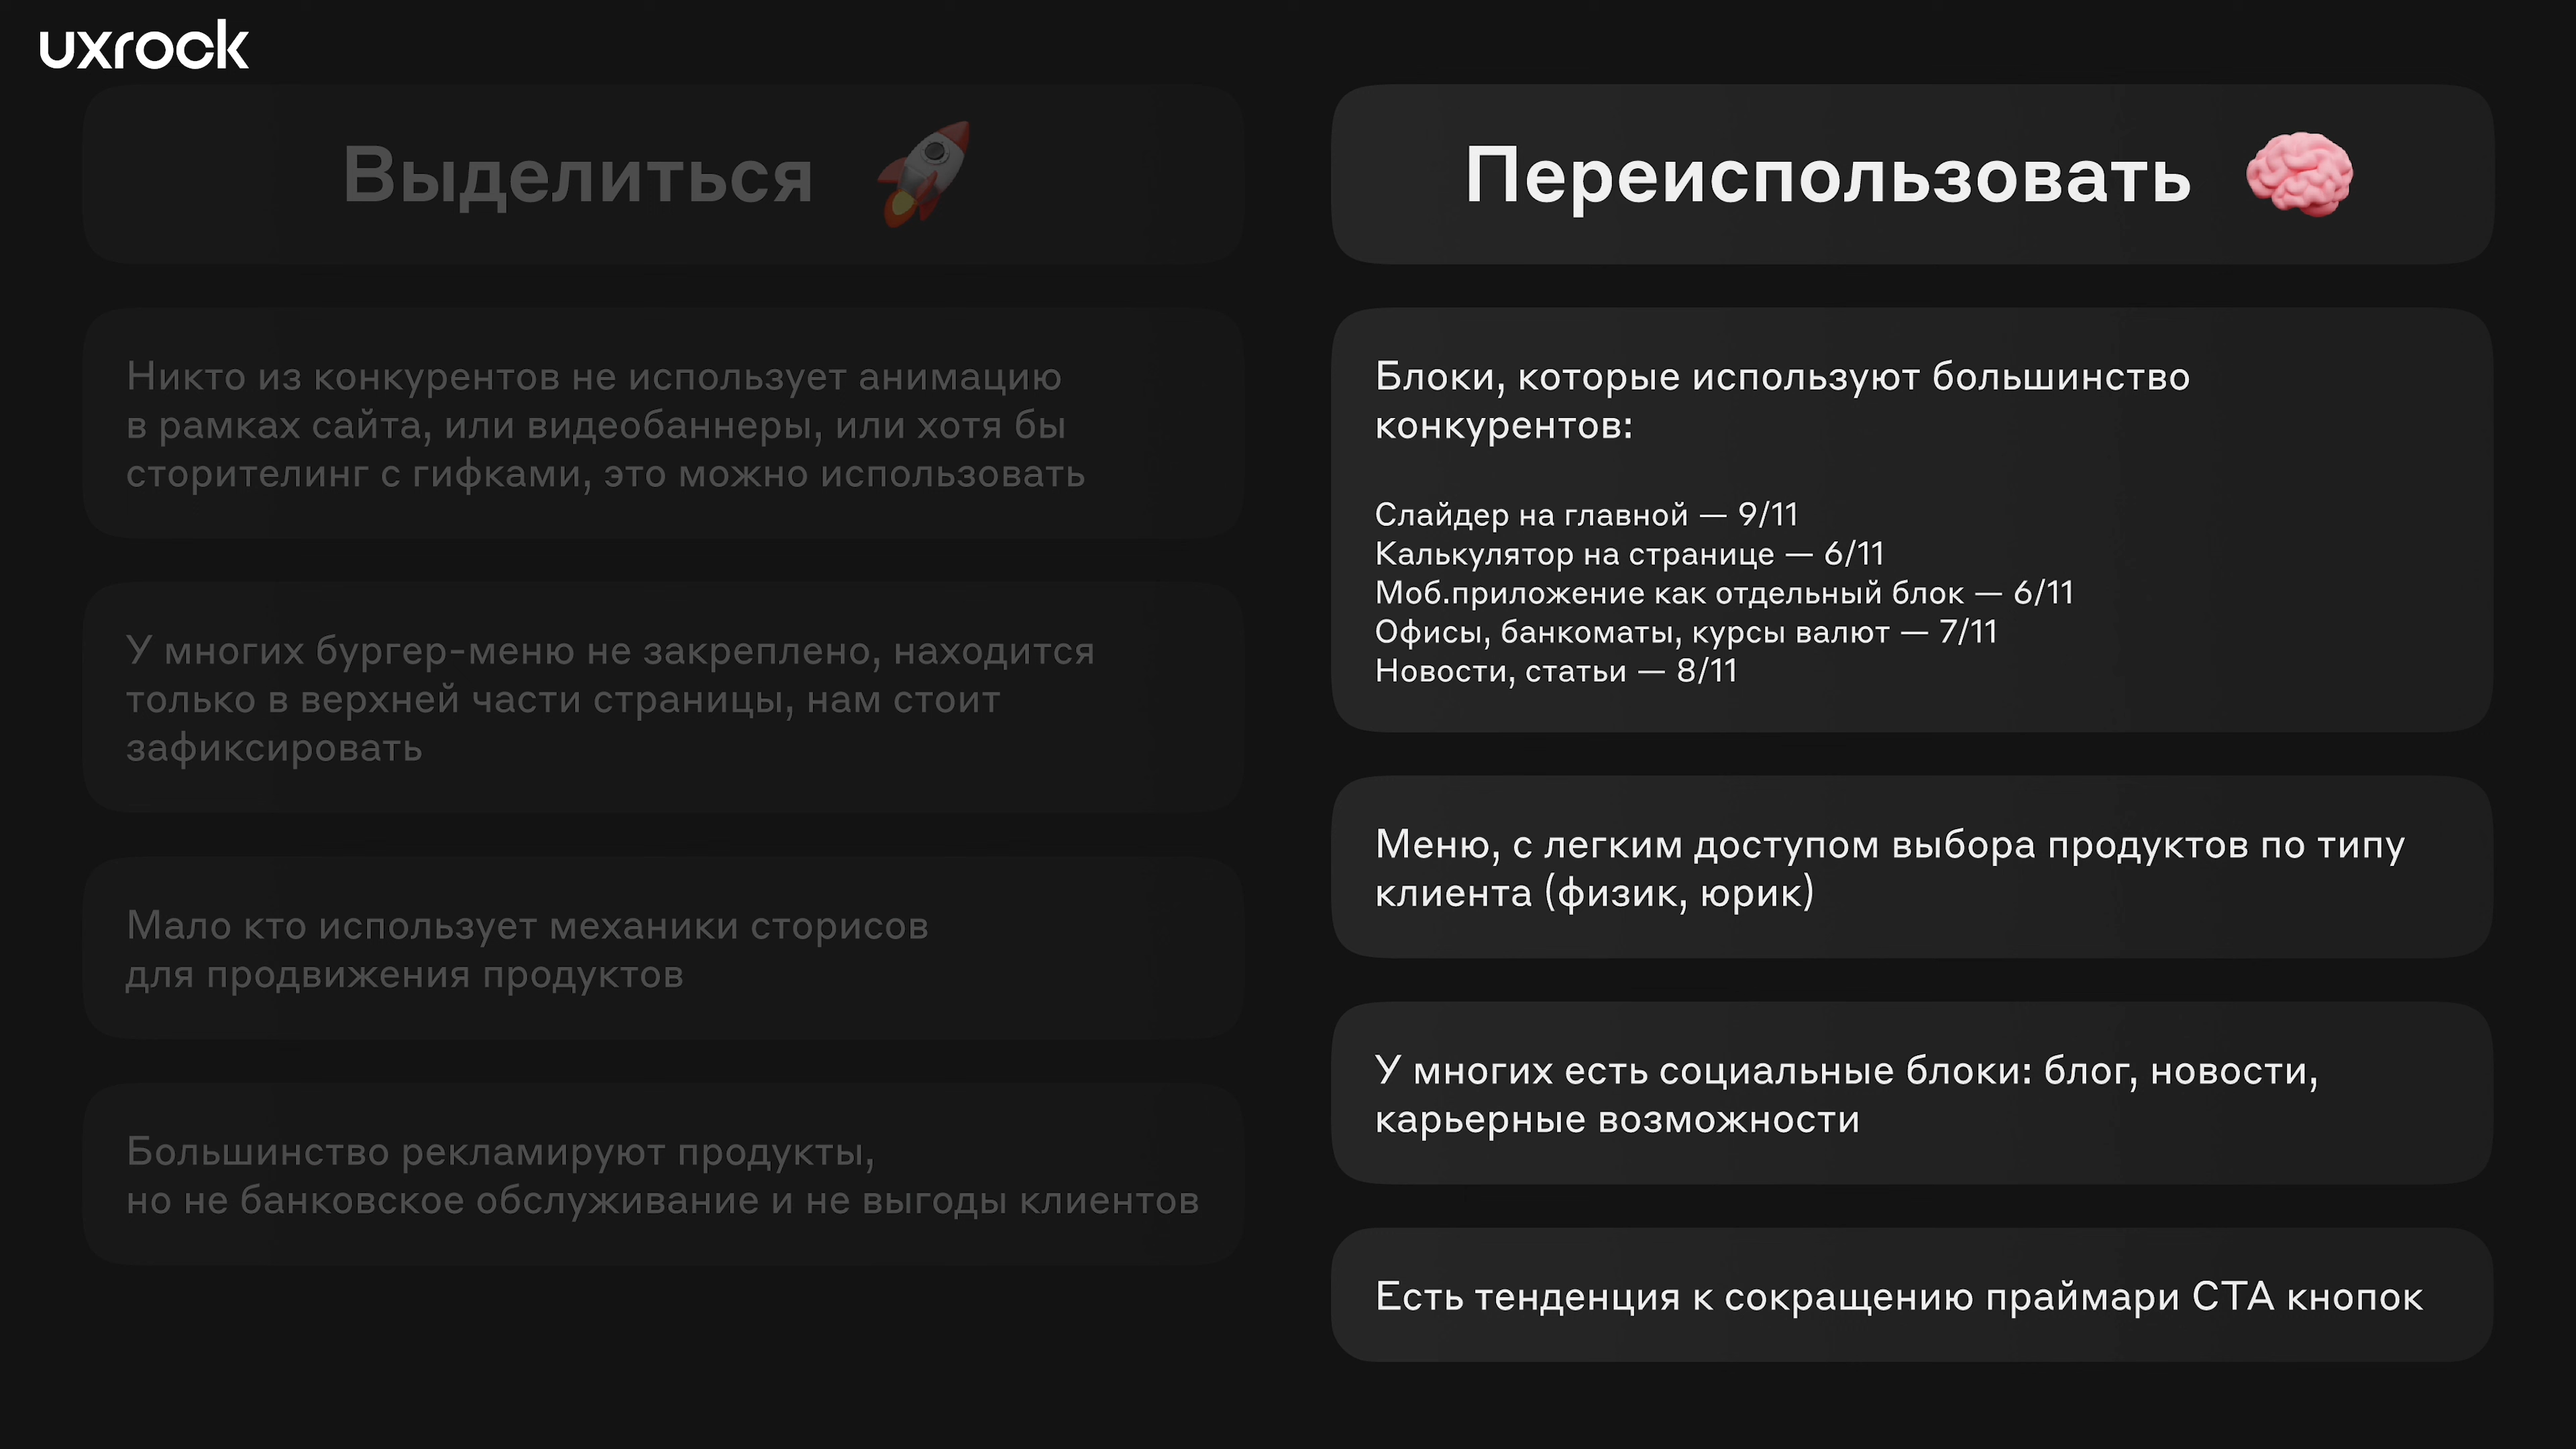 uxrock
Выделиться
Никто из конкурентов не использует анимацию
в рамках сайта, или видеобаннеры, или хотя бы
сторителинг с гифками, это можно использовать
У многих бургер-меню не закреплено, находится
только в верхней части страницы, нам стоит
зафиксировать
Мало кто использует механики сторисов
для продвижения продуктов
Большинство рекламируют продукты,
но не банковское обслуживание и не выгоды клиентов
Переиспользовать
Блоки, которые используют большинство
конкурентов:
Слайдер на главной — 9/11
Калькулятор на странице — 6/11
Моб.приложение как отдельный блок — 6/11
Офисы, банкоматы, курсы валют — 7/11
Новости, статьи — 8/11
Меню, с легким доступом выбора продуктов по типу
клиента (физик, юрик)
У многих есть социальные блоки: блог, новости,
карьерные возможности
Есть тенденция к сокращению праймари CTA кнопок